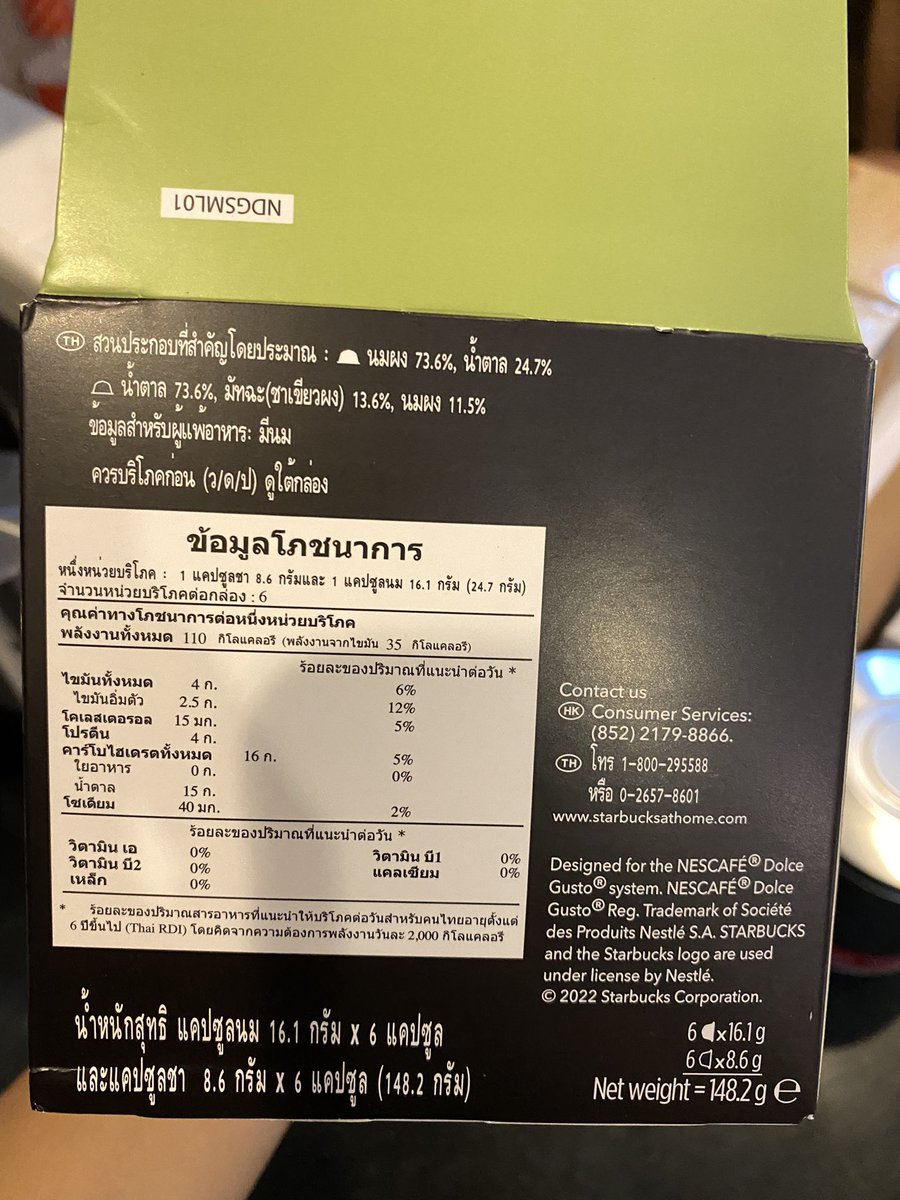 NDGSML01
TH ส่วนประกอบที่สำคัญโดยประมาณ : นมผง 73.6%, น้ำตาล 24.7%
น้ำตาล 73.6%, มัทฉะ(ชาเขียวผง) 13.6%, นมผง 11.5%
ข้อมูลสำหรับผู้แพ้อาหาร: มีนม
ควรบริโภคก่อน (ว/ด/ป) ดูใต้กล่อง
ข้อมูลโภชนาการ
หนึ่งหน่วยบริโภค : 1 แคปซูลชา 8.6 กรัมและ 1 แคปซูลนม 16.1 กรัม (24.7 กรัม)
จำนวนหน่วยบริโภคต่อกล่อง : 6
คุณค่าทางโภชนาการต่อหนึ่งหน่วยบริโภค
พลังงานทั้งหมด 110 กิโลแคลอรี (พลังงานจากไขมัน 35 กิโลแคลอรี)
ร้อยละของปริมาณที่แนะนำต่อวัน *
ไขมันทั้งหมด 4 ก. 6%
ไขมันอิ่มตัว 2.5 ก. 12%
โคเลสเตอรอล 15 มก. 5%
โปรตีน 4 ก.
คาร์โบไฮเดรตทั้งหมด 16 ก. 5%
ใยอาหาร 0 ก. 0%
น้ำตาล 15 ก.
โซเดียม 40 มก. 2%
ร้อยละของปริมาณที่แนะนำต่อวัน *
วิตามิน เอ 0% วิตามิน บี1 0%
วิตามิน บี2 0% แคลเซียม 0%
เหล็ก 0%
* ร้อยละของปริมาณสารอาหารที่แนะนำให้บริโภคต่อวันสำหรับคนไทยอายุตั้งแต่
6 ปีขึ้นไป (Thai RDI) โดยคิดจากความต้องการพลังงานวันละ 2,000 กิโลแคลอรี
Contact us
HK Consumer Services:
(852) 2179-8866.
TH โทร 1-800-295588
หรือ 0-2657-8601
www.starbucksathome.com
Designed for the NESCAFÉ® Dolce
Gusto® system. NESCAFÉ® Dolce
Gusto® Reg. Trademark of Société
des Produits Nestlé S.A. STARBUCKS
and the Starbucks logo are used
under license by Nestlé.
© 2022 Starbucks Corporation.
น้ำหนักสุทธิ แคปซูลนม 16.1 กรัม x 6 แคปซูล
และแคปซูลชา 8.6 กรัม x 6 แคปซูล (148.2 กรัม)
6 x16.1 g
6 x8.6 g
Net weight = 148.2 g ℮